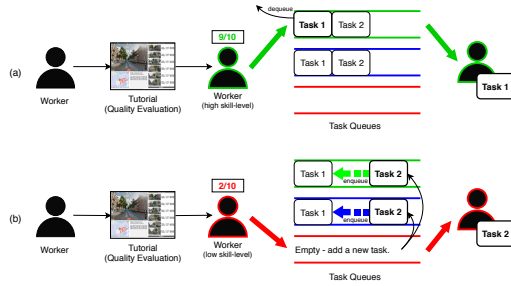 dequeue
9/10
Task 1 Task 2
(a)
Task 1 Task 2
Worker
Tutorial
(Quality Evaluation)
Worker
(high skill-level)
Task 1
Task Queues
2/10
Task 1
enqueue
Task 2
(b)
Task 1
enqueue
Task 2
Worker
Tutorial
(Quality Evaluation)
Worker
(low skill-level)
Empty - add a new task.
Task 2
Task Queues